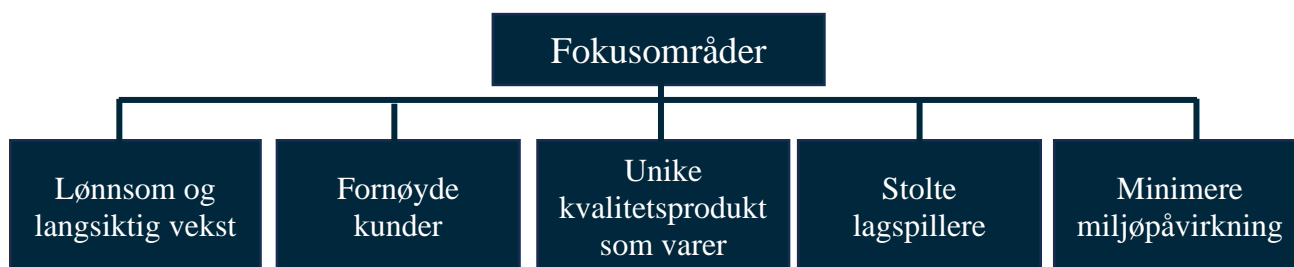 Fokusområder
Lønnsom og
langsiktig vekst
Fornøyde
kunder
Unike
kvalitetsprodukt
som varer
Stolte
lagspillere
Minimere
miljøpåvirkning